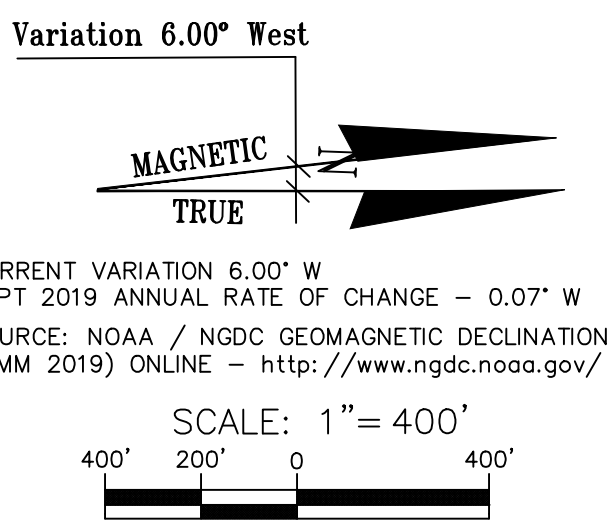 Variation 6.00° West
MAGNETIC
TRUE
RRENT VARIATION 6.00° W
PT 2019 ANNUAL RATE OF CHANGE – 0.07° W
URCE: NOAA / NGDC GEOMAGNETIC DECLINATION
MM 2019) ONLINE – http://www.ngdc.noaa.gov/
SCALE: 1"= 400'
400' 200' 0 400'